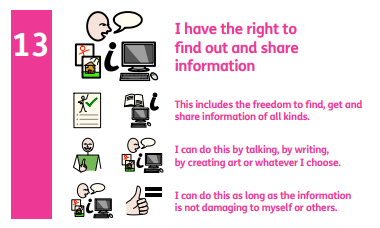 13
I have the right to
find out and share
information
This includes the freedom to find, get and
share information of all kinds.
I can do this by talking, by writing,
by creating art or whatever I choose.
I can do this as long as the information
is not damaging to myself or others.